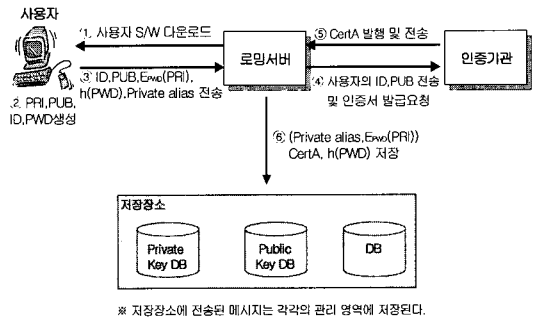 사용자
①. 사용자 S/W 다운로드
⑤ CertA 발행 및 전송
로밍서버
인증기관
③ ID,PUB,E_PWD(PRI),
h(PWD),Private alias 전송
④ 사용자의 ID,PUB 전송
및 인증서 발급요청
2. PRI,PUB,
ID,PWD생성
⑥ (Private alias,E_PWD(PRI))
CertA, h(PWD) 저장
저장장소
Private
Key DB
Public
Key DB
DB
※ 저장장소에 전송된 메시지는 각각의 관리 영역에 저장된다.